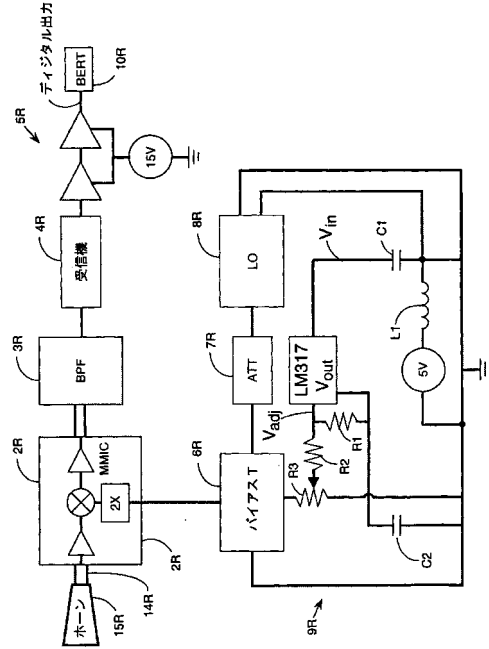 ホーン
15R
14R
2R
2R
MMIC
2X
3R
BPF
4R
受信機
5R
15V
ディジタル出力
BERT
10R
6R
バイアスT
7R
ATT
8R
LO
9R
R3
R2
R1
Vadj
LM317
Vout
Vin
C1
L1
5V
C2